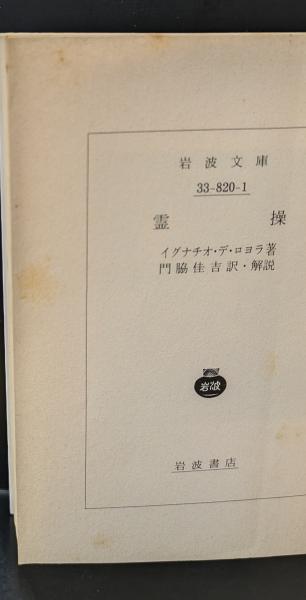 岩波文庫
33-820-1
霊操
イグナチオ・デ・ロヨラ著
門脇佳吉訳・解説
岩波
岩波書店